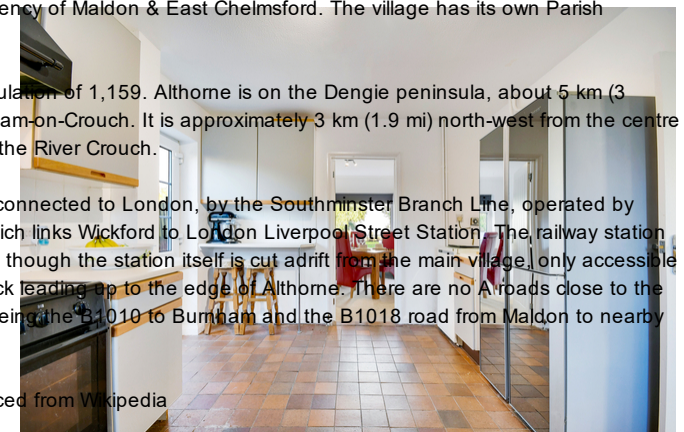 ency of Maldon & East Chelmsford. The village has its own Parish
ulation of 1,159. Althorne is on the Dengie peninsula, about 5 km (3
am-on-Crouch. It is approximately 3 km (1.9 mi) north-west from the centre
the River Crouch.
connected to London, by the Southminster Branch Line, operated by
ich links Wickford to London Liverpool Street Station. The railway station
though the station itself is cut adrift from the main village, only accessible
ck leading up to the edge of Althorne. There are no A roads close to the
eing the B1010 to Burnham and the B1018 road from Maldon to nearby
ced from Wikipedia